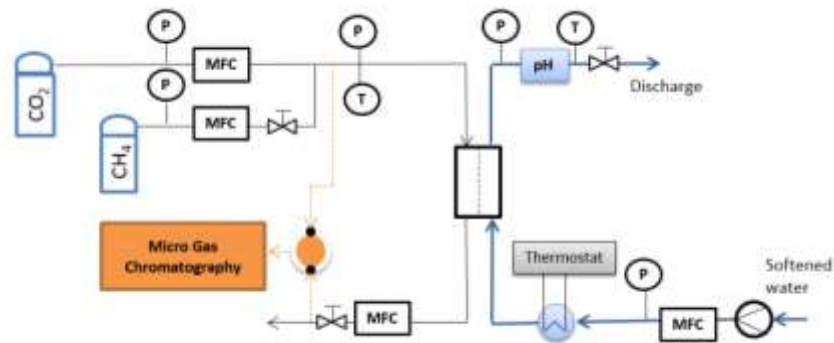 P
P
P
T
CO₂
MFC
P
MFC
T
pH
Discharge
CH₄
Micro Gas
Chromatography
Thermostat
P
Softened
water
MFC
MFC